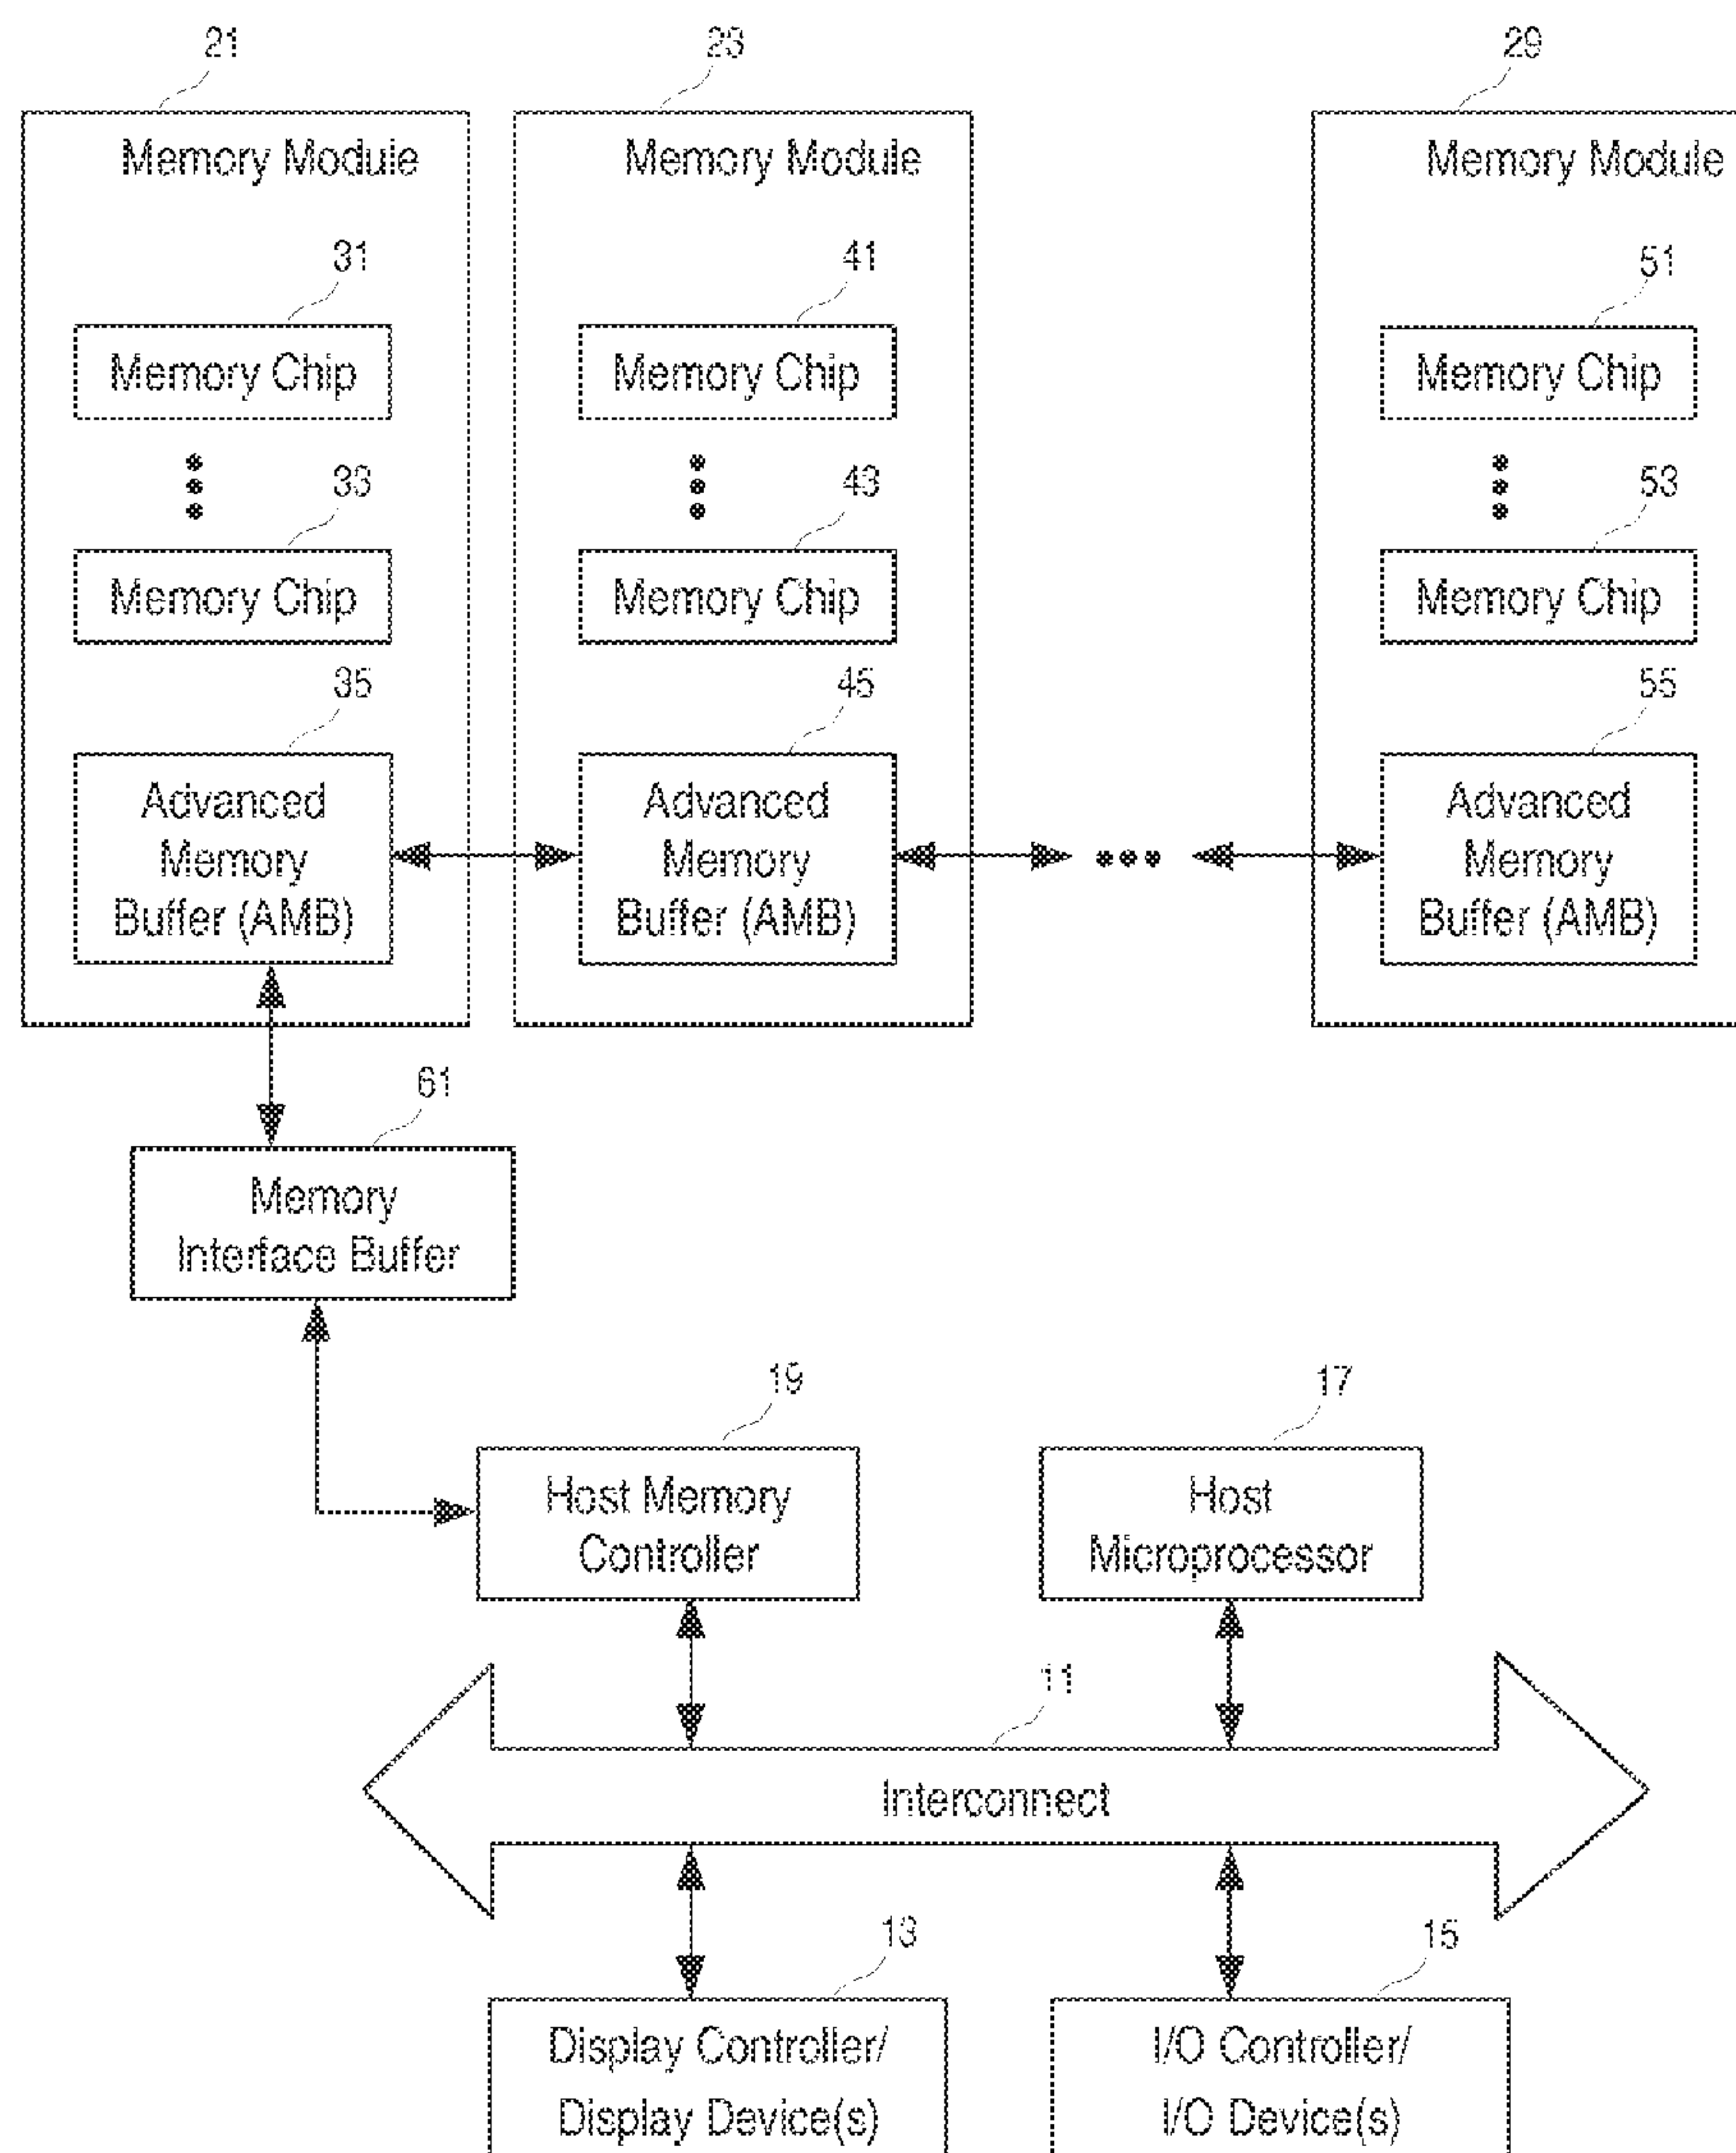 21
23
29
Memory Module
Memory Module
Memory Module
31
41
51
Memory Chip
Memory Chip
Memory Chip
33
43
53
Memory Chip
Memory Chip
Memory Chip
35
45
55
Advanced
Memory
Buffer (AMB)
Advanced
Memory
Buffer (AMB)
Advanced
Memory
Buffer (AMB)
61
Memory
Interface Buffer
19
17
Host Memory
Controller
Host
Microprocessor
11
Interconnect
13
15
Display Controller/
Display Device(s)
I/O Controller/
I/O Device(s)